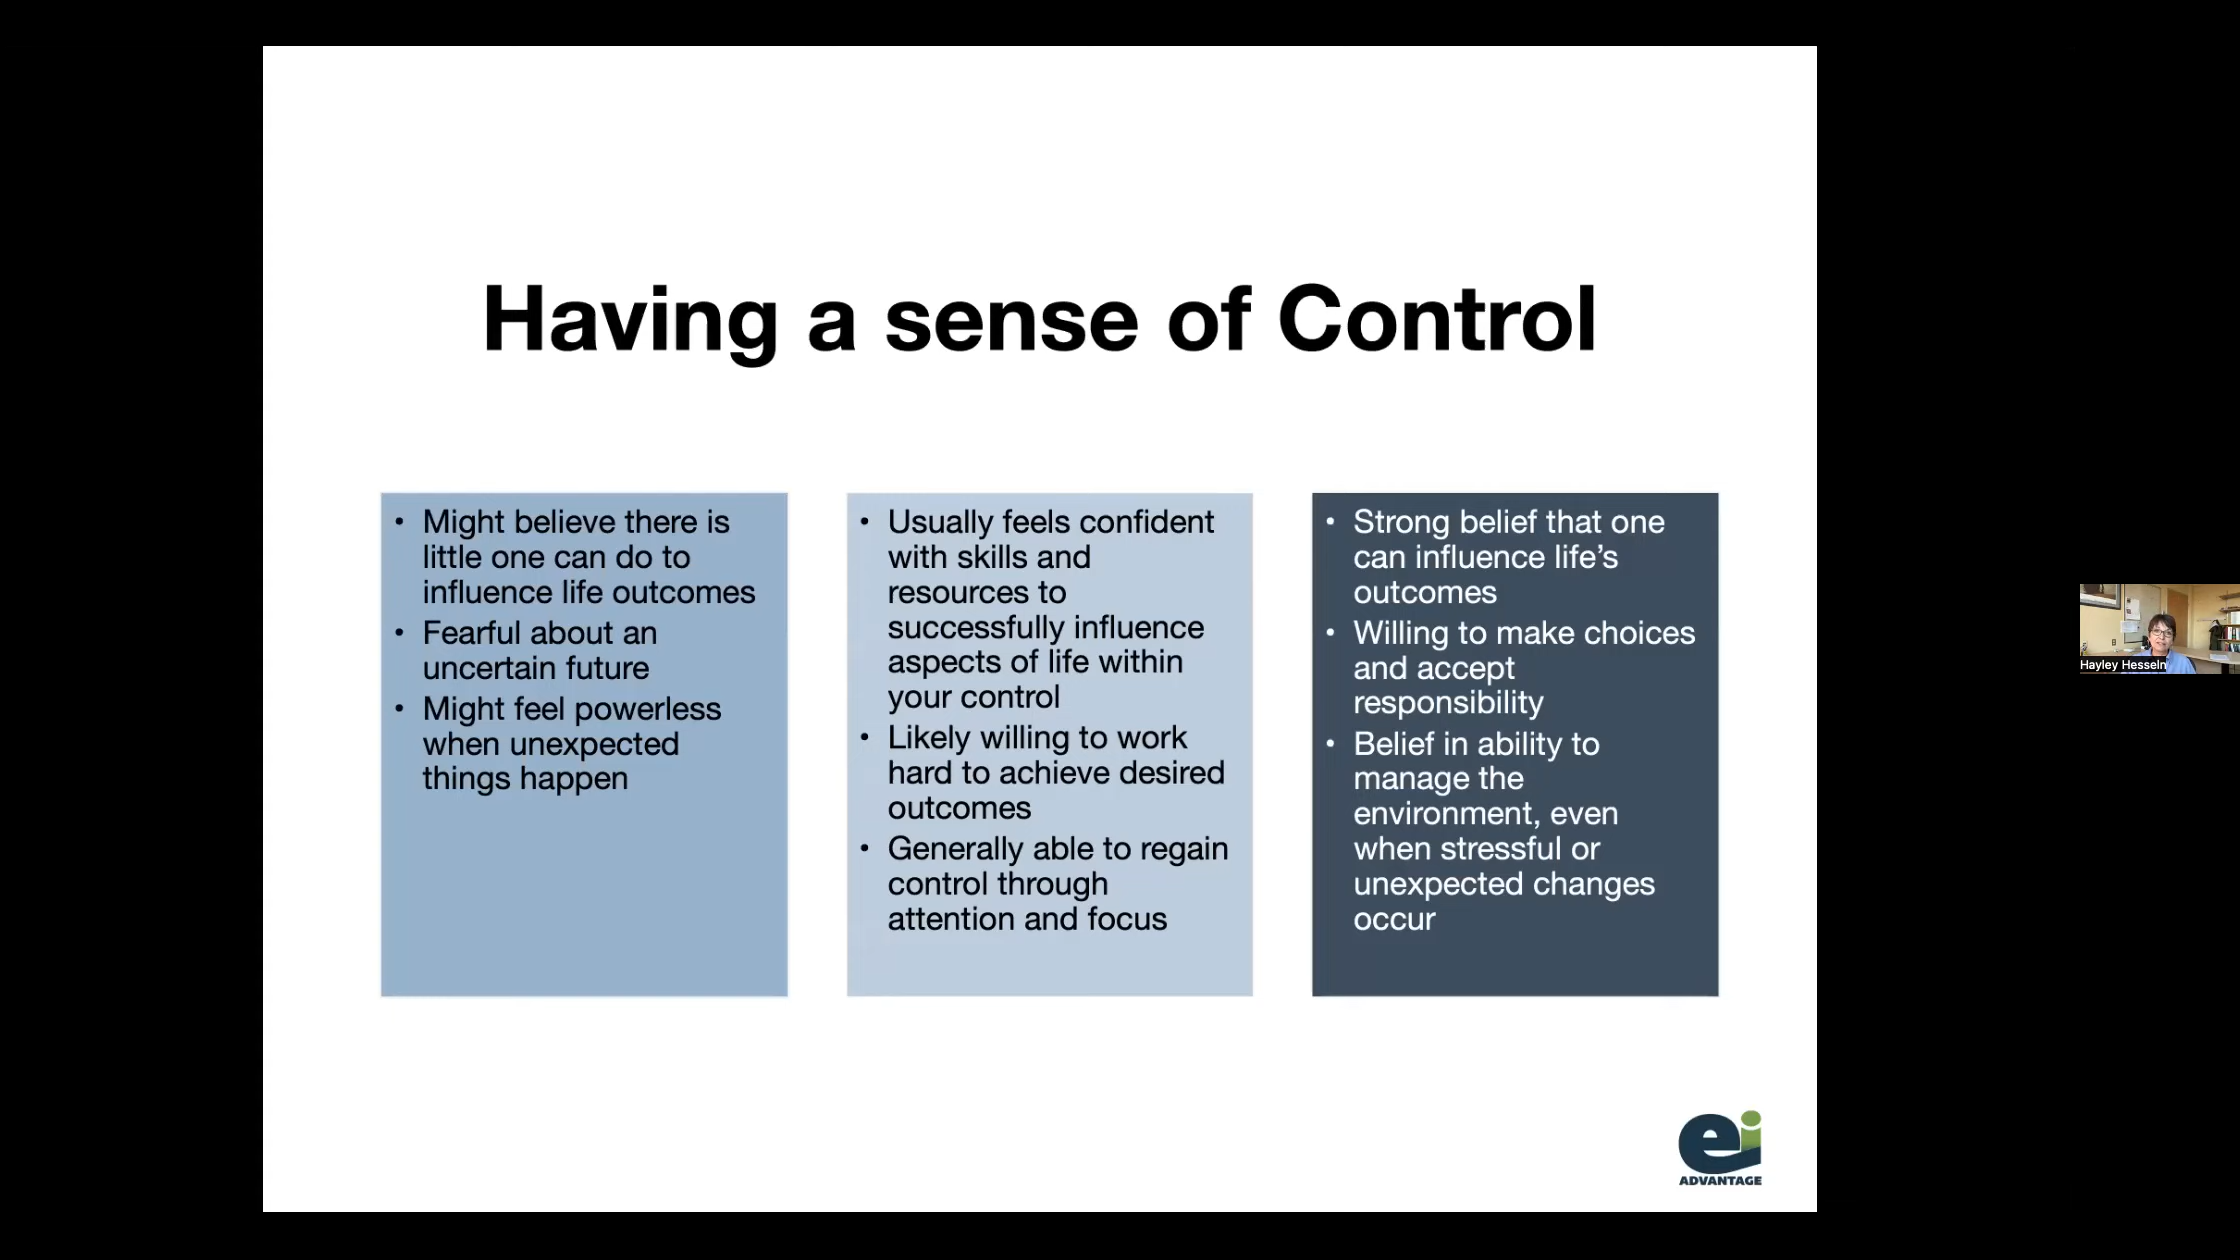 Having a sense of Control
• Might believe there is
little one can do to
influence life outcomes
• Fearful about an
uncertain future
• Might feel powerless
when unexpected
things happen
• Usually feels confident
with skills and
resources to
successfully influence
aspects of life within
your control
• Likely willing to work
hard to achieve desired
outcomes
• Generally able to regain
control through
attention and focus
• Strong belief that one
can influence life’s
outcomes
• Willing to make choices
and accept
responsibility
• Belief in ability to
manage the
environment, even
when stressful or
unexpected changes
occur
Hayley Hesseln
ei
ADVANTAGE